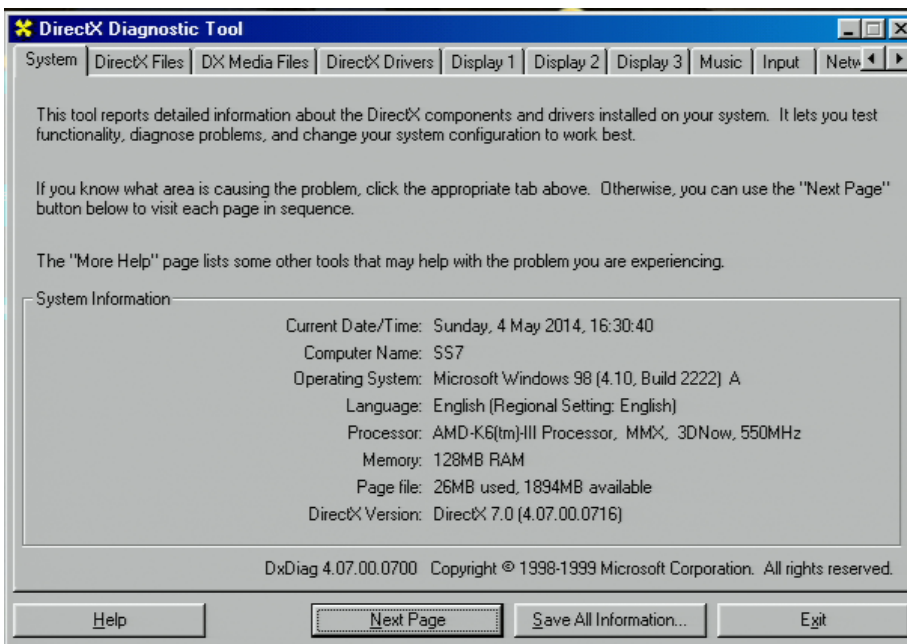 DirectX Diagnostic Tool
System DirectX Files DX Media Files DirectX Drivers Display 1 Display 2 Display 3 Music Input Netw
This tool reports detailed information about the DirectX components and drivers installed on your system. It lets you test
functionality, diagnose problems, and change your system configuration to work best.
If you know what area is causing the problem, click the appropriate tab above. Otherwise, you can use the "Next Page"
button below to visit each page in sequence.
The "More Help" page lists some other tools that may help with the problem you are experiencing.
System Information
Current Date/Time: Sunday, 4 May 2014, 16:30:40
Computer Name: SS7
Operating System: Microsoft Windows 98 (4.10, Build 2222) A
Language: English (Regional Setting: English)
Processor: AMD-K6(tm)-III Processor, MMX, 3DNow, 550MHz
Memory: 128MB RAM
Page file: 26MB used, 1894MB available
DirectX Version: DirectX 7.0 (4.07.00.0716)
DxDiag 4.07.00.0700 Copyright © 1998-1999 Microsoft Corporation. All rights reserved.
Help Next Page Save All Information... Exit